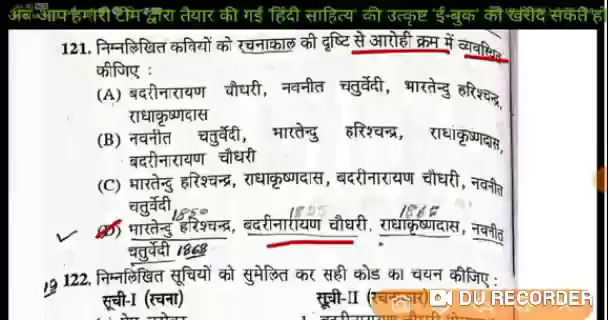 अब आप हमारी टीम द्वारा तैयार की गई हिंदी साहित्य की उत्कृष्ट 'ई-बुक' को खरीद सकते हो
121. निम्नलिखित कवियों को रचनाकाल की दृष्टि से आरोही क्रम में व्यवस्थित
कीजिए :
(A) बदरीनारायण चौधरी, नवनीत चतुर्वेदी, भारतेन्दु हरिश्चन्द्र,
राधाकृष्णदास
(B) नवनीत चतुर्वेदी, भारतेन्दु हरिश्चन्द्र, राधाकृष्णदास,
बदरीनारायण चौधरी
(C) भारतेन्दु हरिश्चन्द्र, राधाकृष्णदास, बदरीनारायण चौधरी, नवनीत
चतुर्वेदी
1850 1855
(D) भारतेन्दु हरिश्चन्द्र, बदरीनारायण चौधरी, राधाकृष्णदास, नवनीत
चतुर्वेदी 1868
122. निम्नलिखित सूचियों को सुमेलित कर सही कोड का चयन कीजिए :
सूची-I (रचना) सूची-II
DU RECORDER